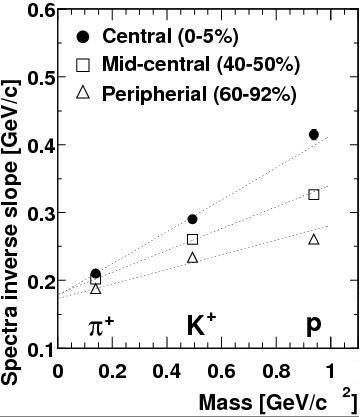 0.6
Central (0-5%)
Mid-central (40-50%)
Peripherial (60-92%)
0.5
0.4
0.3
0.2
0.1
Spectra inverse slope [GeV/c]
π+
K+
p
0 0.2 0.4 0.6 0.8 1
Mass [GeV/c 2]